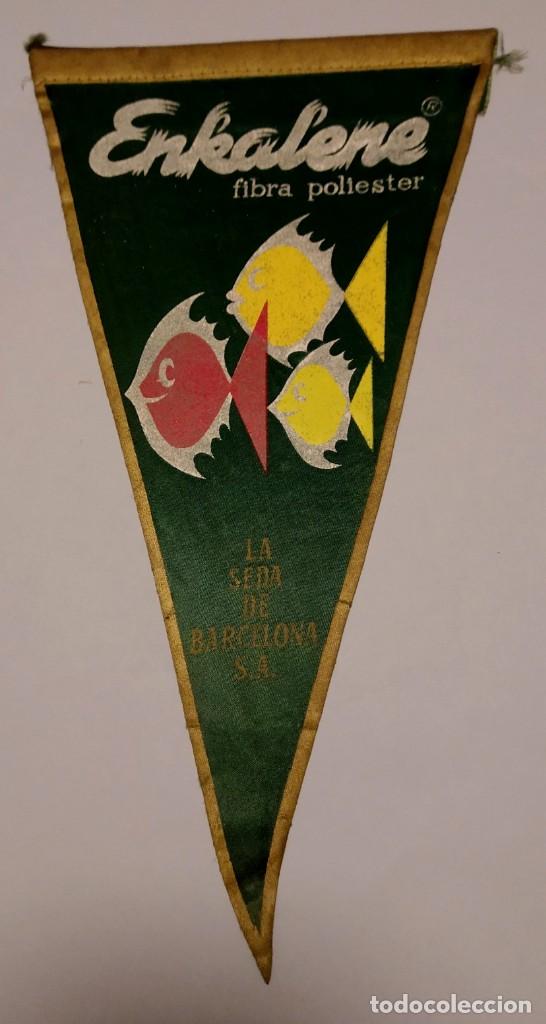 Enkalene ®
fibra poliester
LA
SEDA
DE
BARCELONA
S.A.
todocoleccion